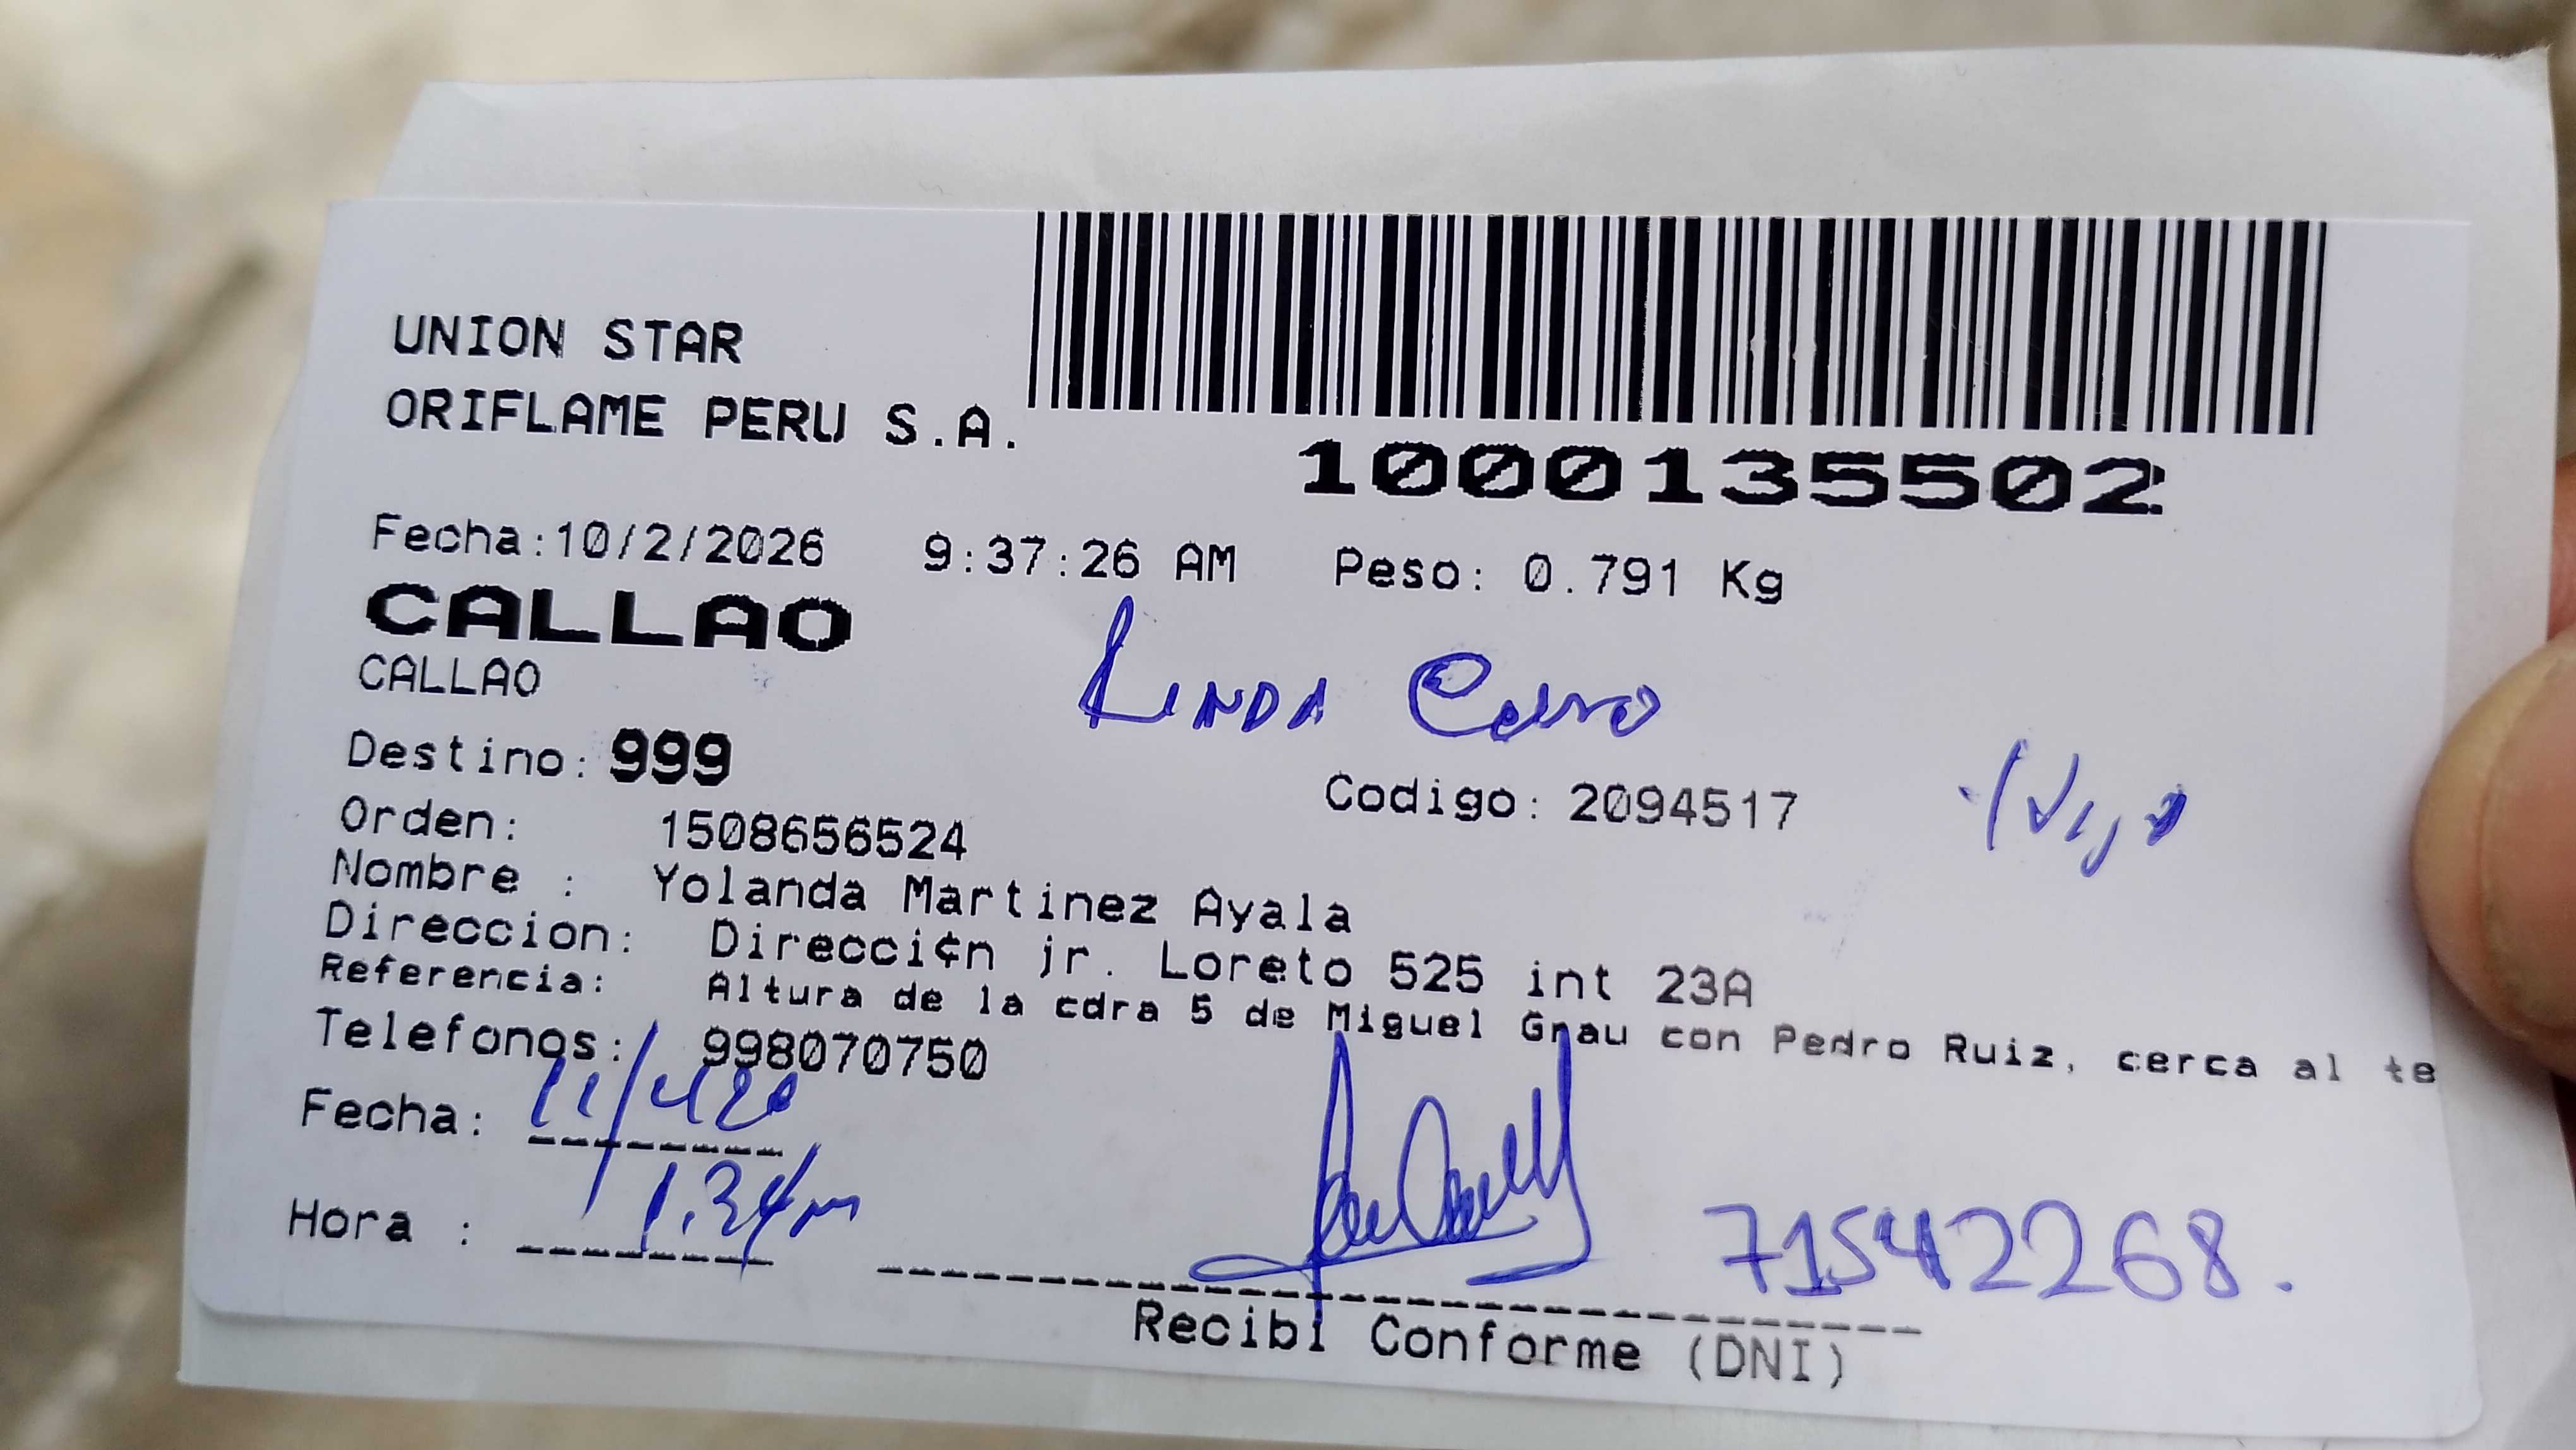 UNION STAR
ORIFLAME PERU S.A.
1000135502
Fecha:10/2/2026 9:37:26 AM Peso: 0.791 Kg
CALLAO
CALLAO
LINDA
Destino: 999
Codigo: 2094517
Orden: 1508656524
Nombre : Yolanda Martinez Ayala
Direccion: Direcci¢n jr. Loreto 525 int 23A
Referencia: Altura de la cdra 5 de Miguel Grau con Pedro Ruiz, cerca al te
Telefonos: 998070750
Fecha:
Hora :
71542268.
Recibi Conforme (DNI)